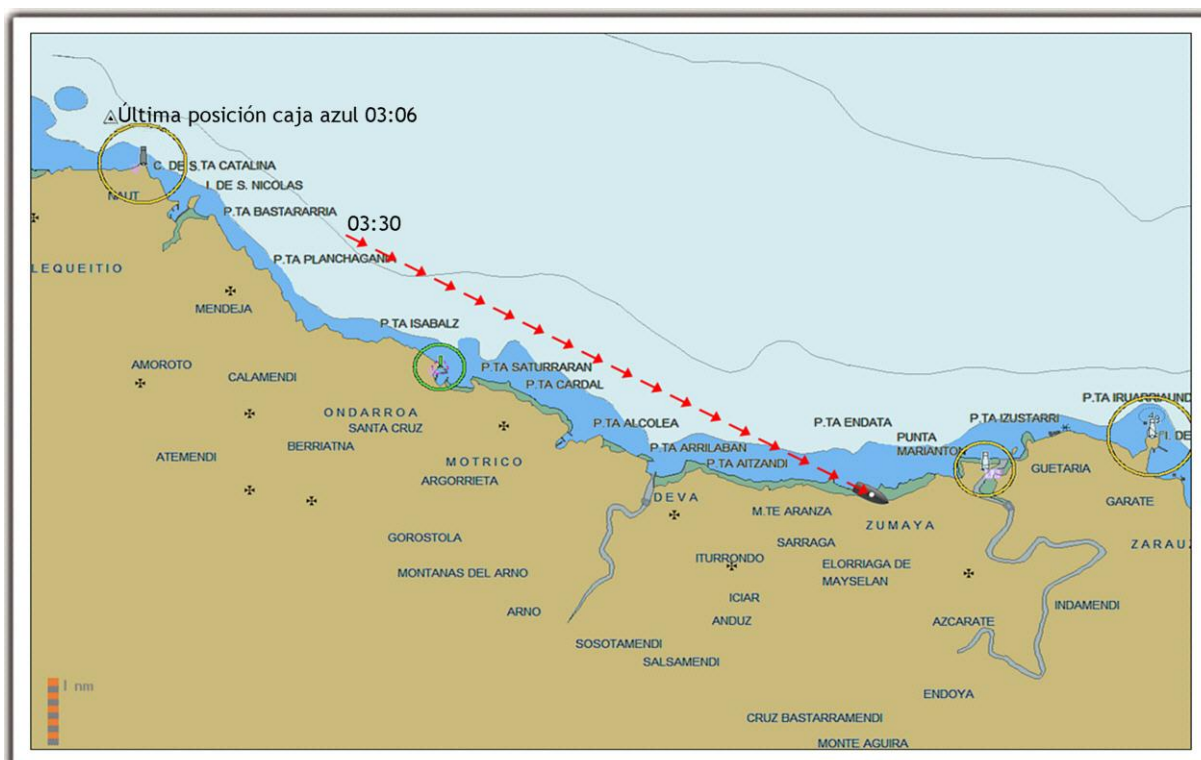 Última posición caja azul 03:06
C. DE S.TA CATALINA
I. DE S. NICOLAS
NAUT
P.TA BASTARARRIA
03:30
P.TA PLANCHAGANI
LEQUEITIO
MENDEJA
P.TA ISABALZ
AMOROTO
CALAMENDI
P.TA SATURRARAN
P.TA CARDAL
P.TA IRUARRIAUND
ONDARROA
SANTA CRUZ
P.TA ALCOLEA
P.TA ENDATA
P.TA IZUSTARRI
BERRIATNA
PUNTA
MARIANTON
I. DE
ATEMENDI
MOTRICO
P.TA ARRILABAN
P.TA AITZANDI
GUETARIA
ARGORRIETA
DEVA
GARATE
M.TE ARANZA
ZUMAYA
GOROSTOLA
SARRAGA
ZARAUZ
ITURRONDO
ELORRIAGA DE
MAYSELAN
MONTANAS DEL ARNO
ICIAR
INDAMENDI
ARNO
ANDUZ
AZCARATE
SOSOTAMENDI
SALSAMENDI
1 nm
ENDOYA
CRUZ BASTARRAMENDI
MONTE AGUIRA